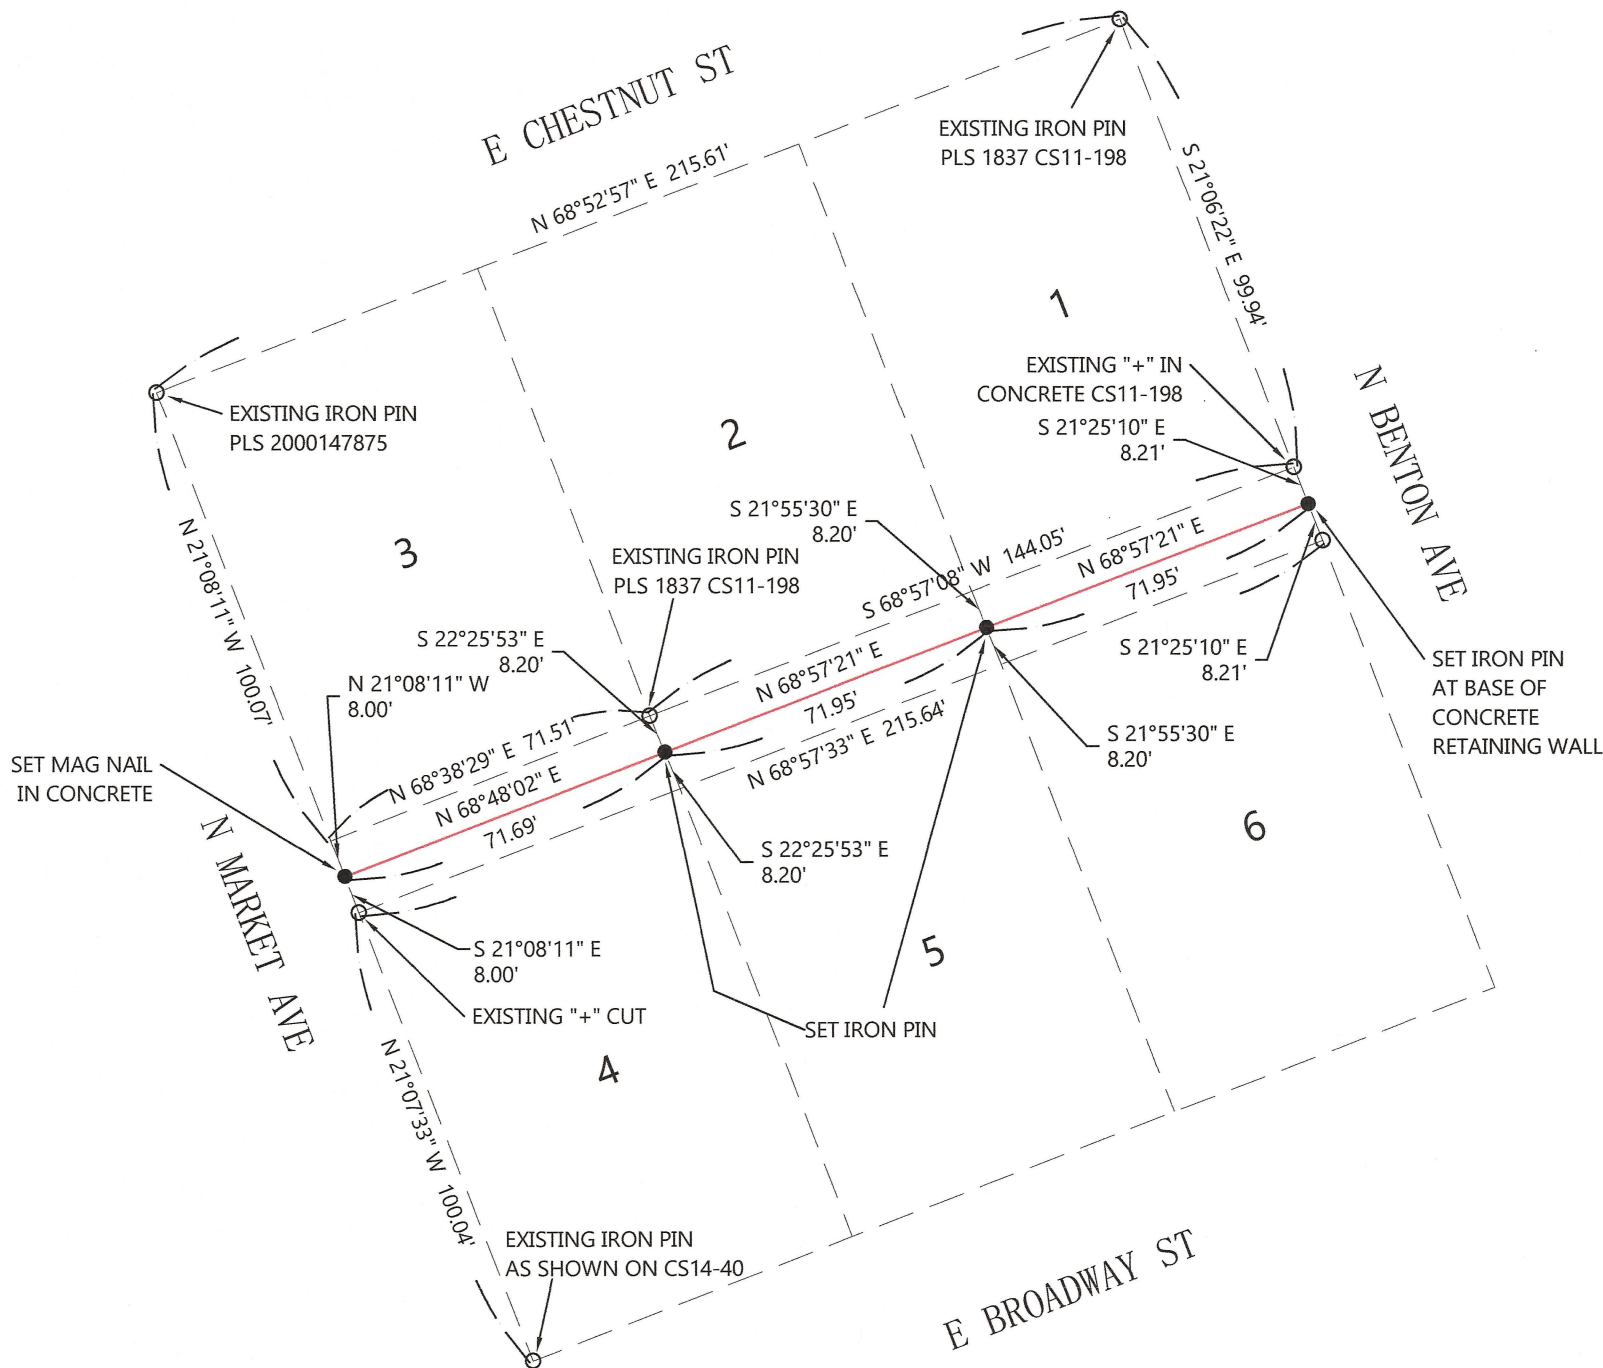 E CHESTNUT ST
EXISTING IRON PIN
PLS 1837 CS11-198
N 68°52'57" E 215.61'
S 21°06'22" E 99.94'
1
EXISTING "+" IN
CONCRETE CS11-198
S 21°25'10" E
8.21'
N BENTON AVE
EXISTING IRON PIN
PLS 2000147875
2
3
S 21°55'30" E
8.20'
EXISTING IRON PIN
PLS 1837 CS11-198
S 68°57'08" W 144.05'
N 68°57'21" E
71.95'
N 21°08'11" W 100.07'
S 22°25'53" E
8.20'
N 21°08'11" W
8.00'
N 68°57'21" E
71.95'
N 68°57'33" E 215.64'
S 21°25'10" E
8.21'
SET IRON PIN
AT BASE OF
CONCRETE
RETAINING WALL
S 21°55'30" E
8.20'
SET MAG NAIL
IN CONCRETE
N 68°38'29" E 71.51'
N 68°48'02" E
71.69'
6
S 22°25'53" E
8.20'
N MARKET AVE
S 21°08'11" E
8.00'
EXISTING "+" CUT
5
SET IRON PIN
4
N 21°07'33" W 100.04'
EXISTING IRON PIN
AS SHOWN ON CS14-40
E BROADWAY ST